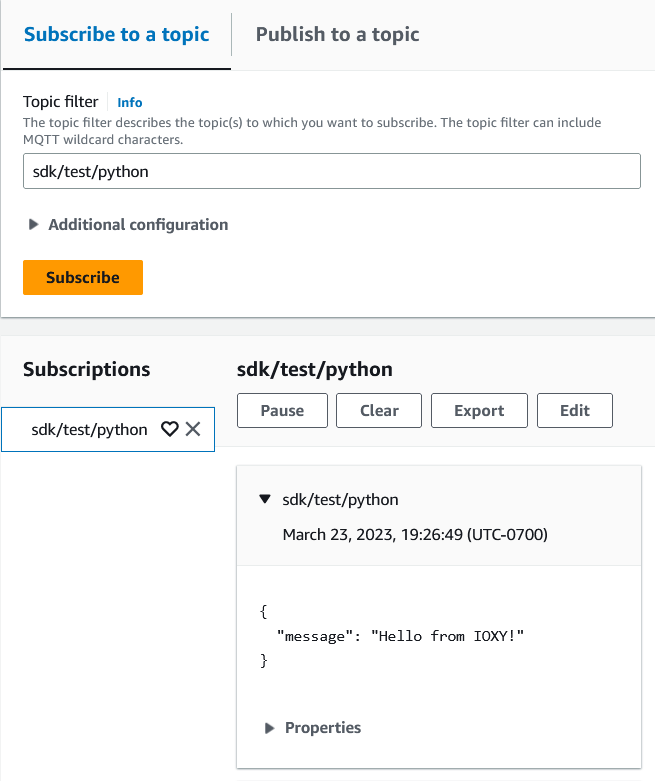 Subscribe to a topic
Publish to a topic
Topic filter Info
The topic filter describes the topic(s) to which you want to subscribe. The topic filter can include
MQTT wildcard characters.
sdk/test/python
Additional configuration
Subscribe
Subscriptions
sdk/test/python
Pause Clear Export Edit
sdk/test/python
sdk/test/python
March 23, 2023, 19:26:49 (UTC-0700)
{
"message": "Hello from IOXY!"
}
Properties